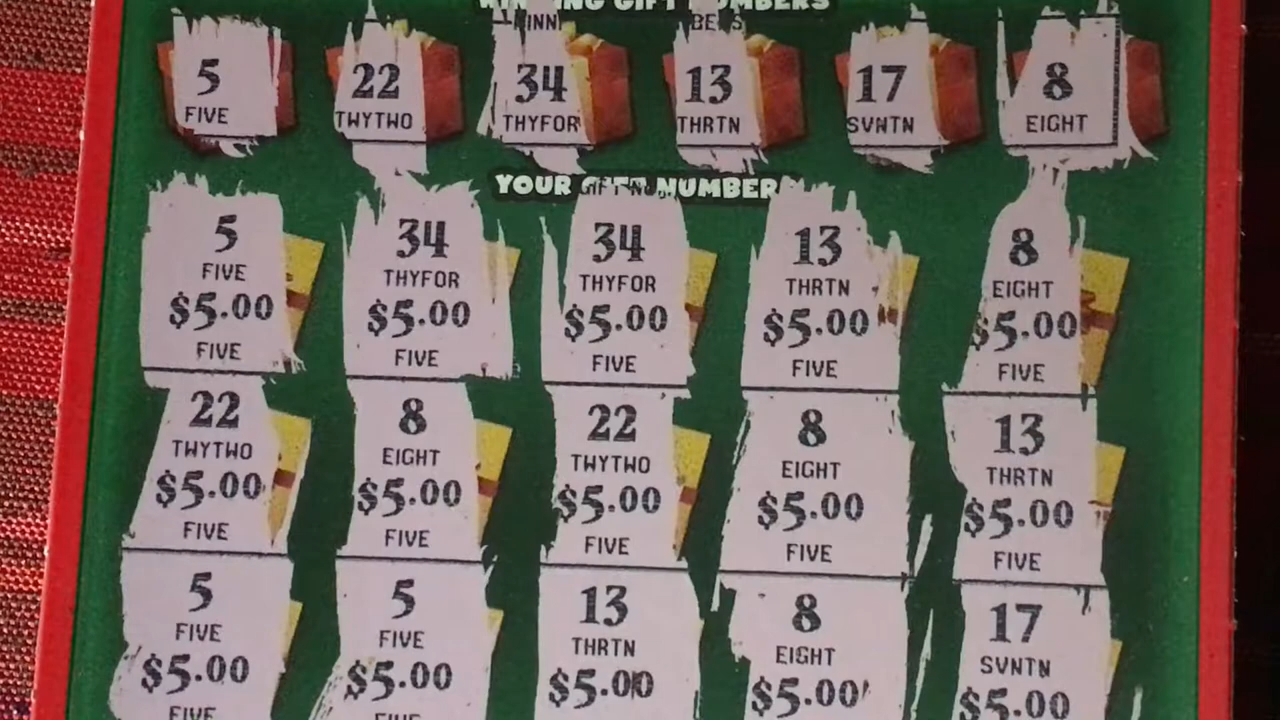 WINNING GIFT NUMBERS
5 22 34 13 17 8
FIVE TWYTWO THYFOR THRTN SVNTN EIGHT
YOUR GIFT NUMBERS
5 34 34 13 8
FIVE THYFOR THYFOR THRTN EIGHT
$5.00 $5.00 $5.00 $5.00 $5.00
FIVE FIVE FIVE FIVE FIVE
22 8 22 8 13
TWYTWO EIGHT TWYTWO EIGHT THRTN
$5.00 $5.00 $5.00 $5.00 $5.00
FIVE FIVE FIVE FIVE FIVE
5 5 13 8 17
FIVE FIVE THRTN EIGHT SVNTN
$5.00 $5.00 $5.00 $5.00 $5.00
FIVE FIVE